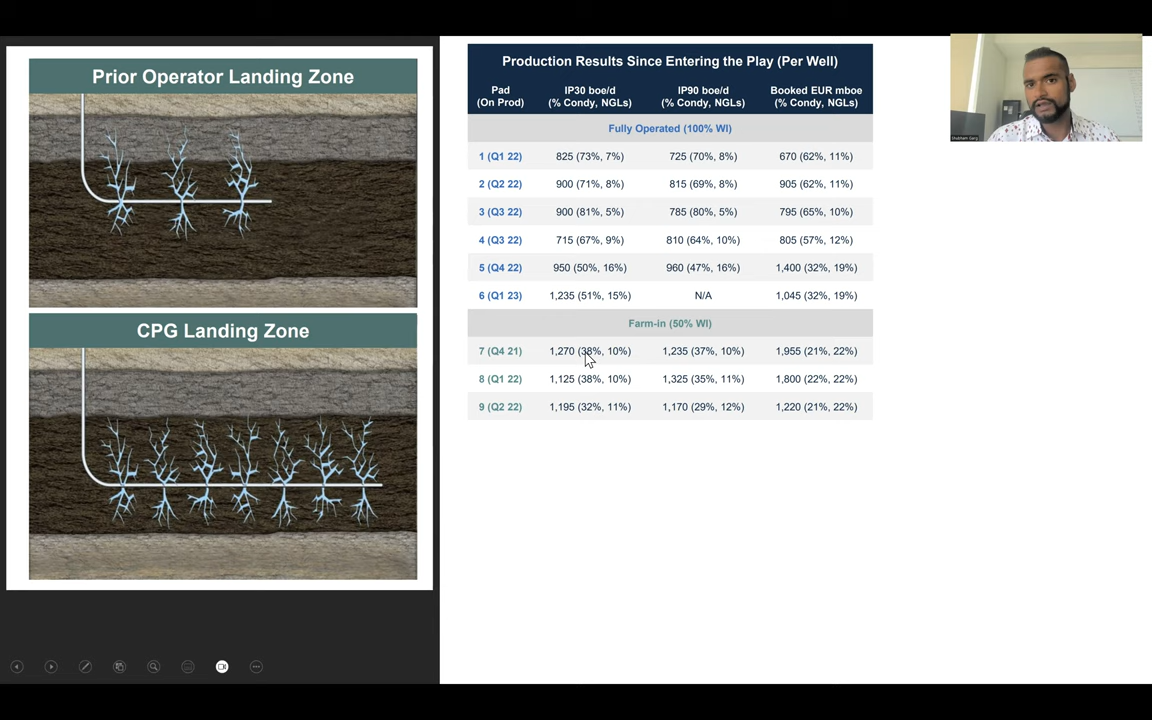 Prior Operator Landing Zone
CPG Landing Zone
Production Results Since Entering the Play (Per Well)
Pad (On Prod) IP30 boe/d (% Condy, NGLs) IP90 boe/d (% Condy, NGLs) Booked EUR mboe (% Condy, NGLs)
Fully Operated (100% WI)
1 (Q1 22) 825 (73%, 7%) 725 (70%, 8%) 670 (62%, 11%)
2 (Q2 22) 900 (71%, 8%) 815 (69%, 8%) 905 (62%, 11%)
3 (Q3 22) 900 (81%, 5%) 785 (80%, 5%) 795 (65%, 10%)
4 (Q3 22) 715 (67%, 9%) 810 (64%, 10%) 805 (57%, 12%)
5 (Q4 22) 950 (50%, 16%) 960 (47%, 16%) 1,400 (32%, 19%)
6 (Q1 23) 1,235 (51%, 15%) N/A 1,045 (32%, 19%)
Farm-in (50% WI)
7 (Q4 21) 1,270 (38%, 10%) 1,235 (37%, 10%) 1,955 (21%, 22%)
8 (Q1 22) 1,125 (38%, 10%) 1,325 (35%, 11%) 1,800 (22%, 22%)
9 (Q2 22) 1,195 (32%, 11%) 1,170 (29%, 12%) 1,220 (21%, 22%)
Shubham Garg